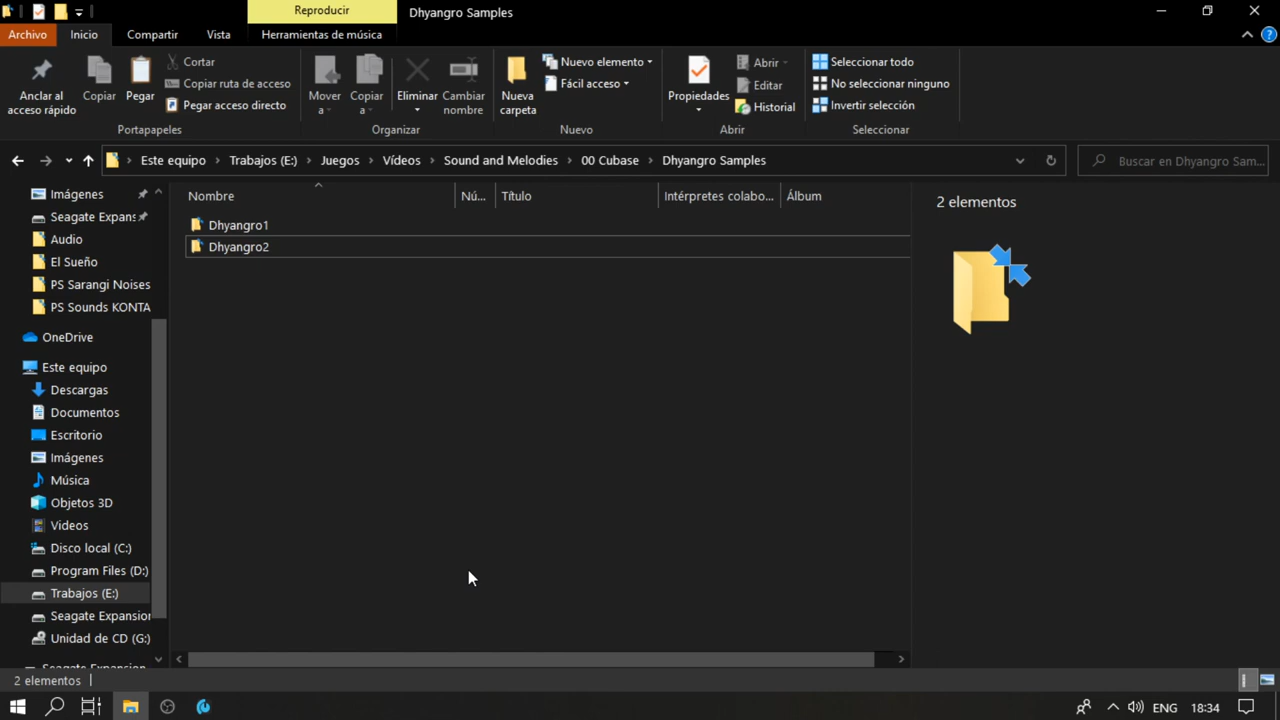 Reproducir
Dhyangro Samples
Archivo
Inicio
Compartir
Vista
Herramientas de música
Anclar al acceso rápido
Copiar
Pegar
Cortar
Copiar ruta de acceso
Pegar acceso directo
Portapapeles
Mover a
Copiar a
Eliminar
Cambiar nombre
Organizar
Nueva carpeta
Nuevo elemento
Fácil acceso
Nuevo
Propiedades
Abrir
Editar
Historial
Abrir
Seleccionar todo
No seleccionar ninguno
Invertir selección
Seleccionar
Este equipo
Trabajos (E:)
Juegos
Vídeos
Sound and Melodies
00 Cubase
Dhyangro Samples
Buscar en Dhyangro Sam...
Imágenes
Seagate Expans
Audio
El Sueño
PS Sarangi Noises
PS Sounds KONTA
OneDrive
Este equipo
Descargas
Documentos
Escritorio
Imágenes
Música
Objetos 3D
Videos
Disco local (C:)
Program Files (D:)
Trabajos (E:)
Seagate Expansion
Unidad de CD (G:)
Seagate Expansion
Nombre
Nú...
Título
Intérpretes colabo...
Álbum
Dhyangro1
Dhyangro2
2 elementos
2 elementos
ENG
18:34